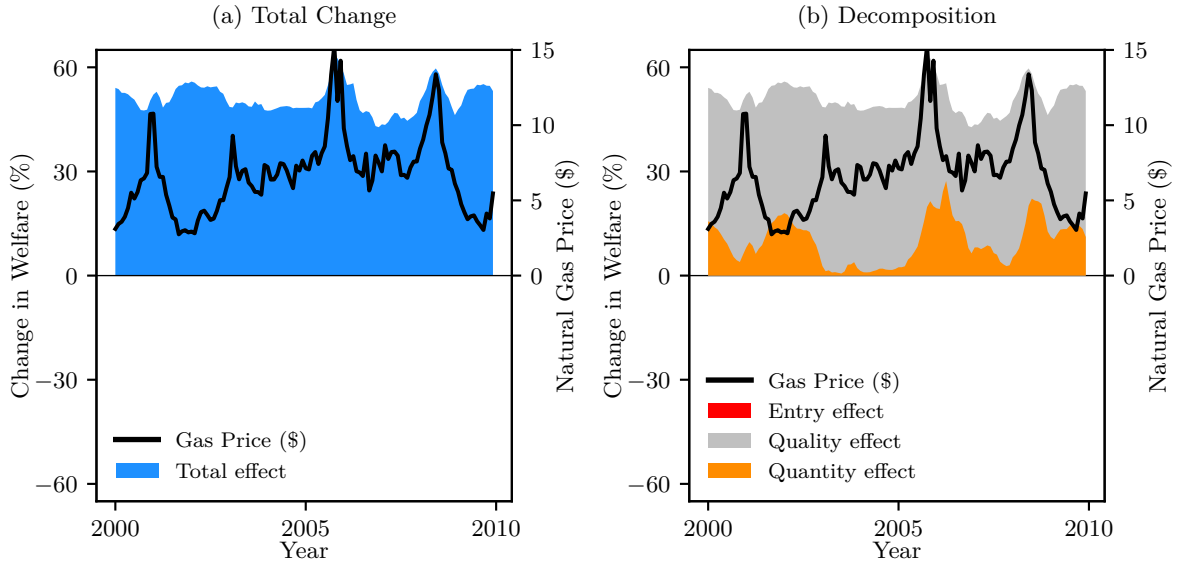 (a) Total Change
60
30
0
−30
−60
15
10
5
0
2000
2005
2010
Change in Welfare (%)
Natural Gas Price ($)
Year
Gas Price ($)
Total effect
(b) Decomposition
60
30
0
−30
−60
15
10
5
0
2000
2005
2010
Change in Welfare (%)
Natural Gas Price ($)
Year
Gas Price ($)
Entry effect
Quality effect
Quantity effect